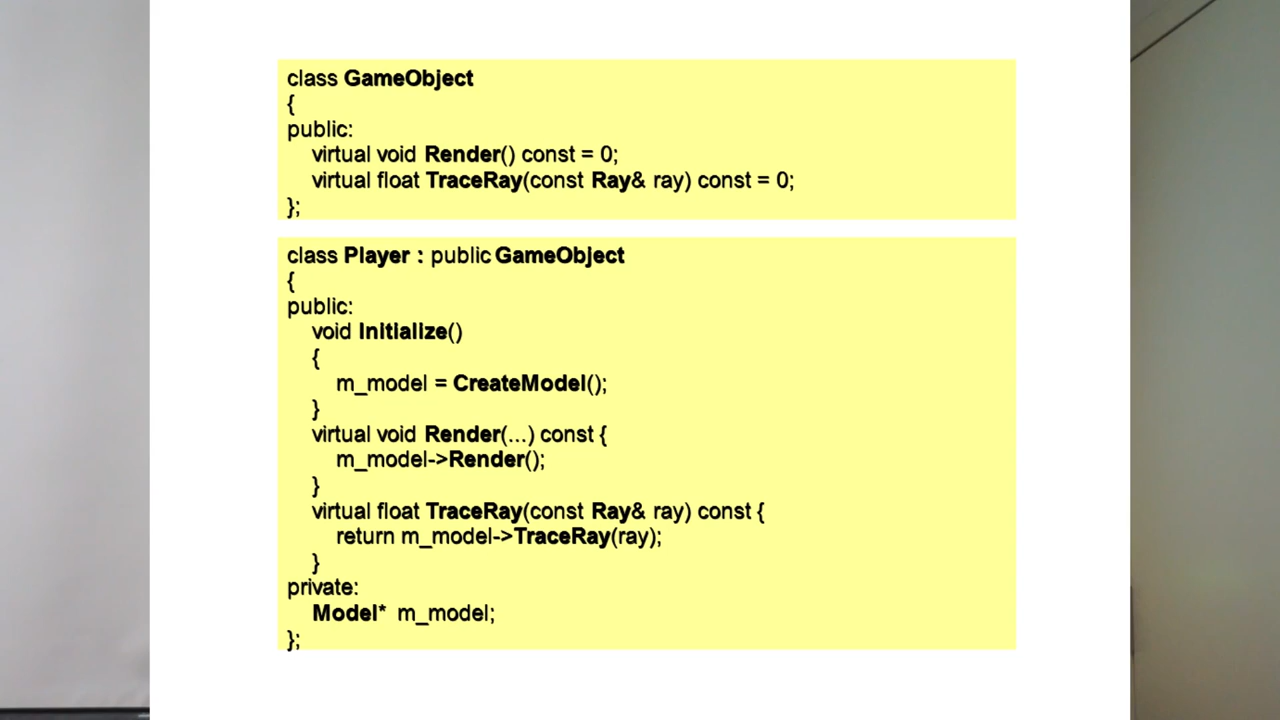 class GameObject
{
public:
virtual void Render() const = 0;
virtual float TraceRay(const Ray& ray) const = 0;
};
class Player : public GameObject
{
public:
void Initialize()
{
m_model = CreateModel();
}
virtual void Render(...) const {
m_model->Render();
}
virtual float TraceRay(const Ray& ray) const {
return m_model->TraceRay(ray);
}
private:
Model* m_model;
};